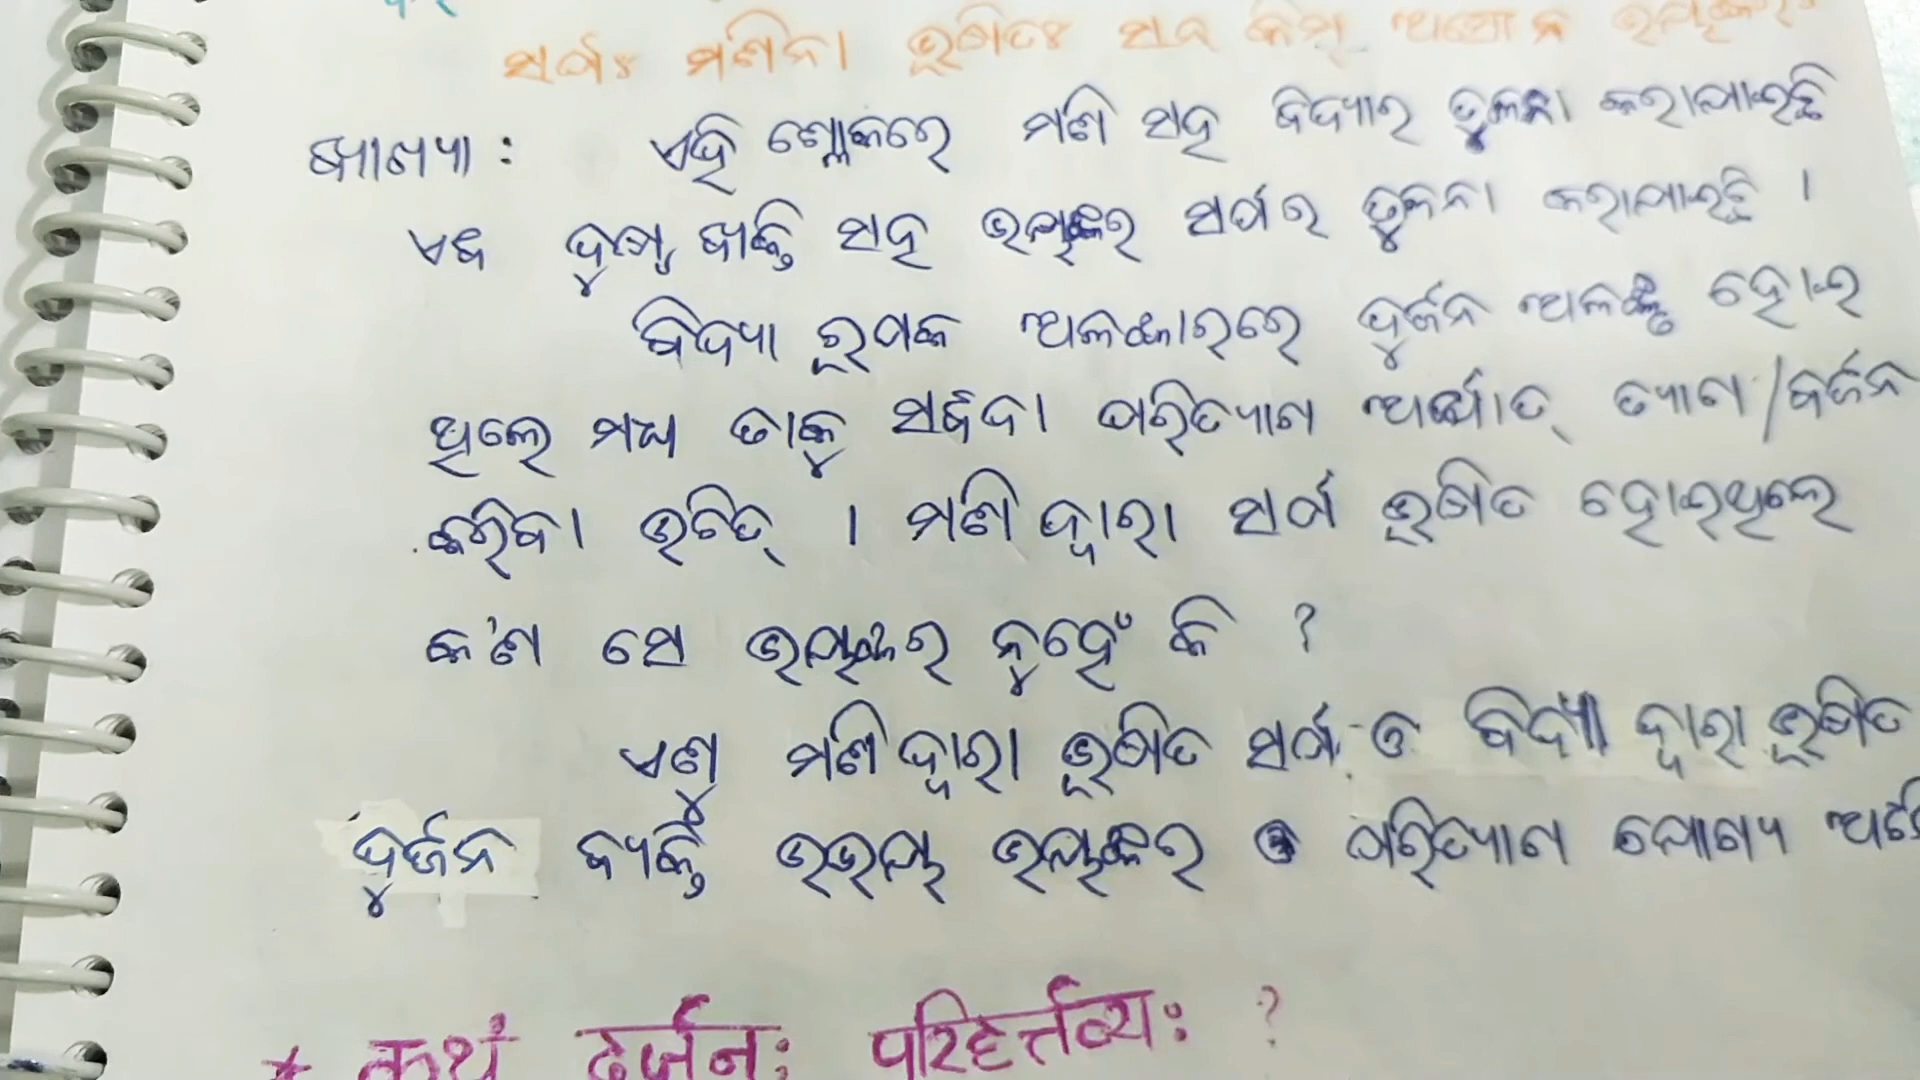 ସର୍ପଃ ମଣିନା ଭୂଷିତଃ ସନ କିମ୍ ଅସୌ ନ ଭୟଙ୍କରଃ
ବ୍ୟାଖ୍ୟା : ଏହି ଶ୍ଳୋକରେ ମଣି ସହ ବିଦ୍ୟାର ତୁଳନା କରାଯାଇଛି
ଏବଂ ଦୁଷ୍ଟ ବ୍ୟକ୍ତି ସହ ଭୟଙ୍କର ସର୍ପର ତୁଳନା କରାଯାଇଛି ।
ବିଦ୍ୟା ରୂପକ ଅଳଙ୍କାରରେ ଦୁର୍ଜନ ଅଳଙ୍କୃତ ହୋଇ
ଥିଲେ ମଧ୍ୟ ତାକୁ ସର୍ବଦା ପରିତ୍ୟାଗ ଅର୍ଥାତ୍ ତ୍ୟାଗ/ବର୍ଜନ
କରିବା ଉଚିତ୍ । ମଣି ଦ୍ୱାରା ସର୍ପ ଭୂଷିତ ହୋଇଥିଲେ
କ'ଣ ସେ ଭୟଙ୍କର ନୁହେଁ କି ?
ଏଣୁ ମଣି ଦ୍ୱାରା ଭୂଷିତ ସର୍ପ ଓ ବିଦ୍ୟା ଦ୍ୱାରା ଭୂଷିତ
ଦୁର୍ଜନ ବ୍ୟକ୍ତି ଉଭୟ ଭୟଙ୍କର ଓ ପରିତ୍ୟାଗ ଯୋଗ୍ୟ ଅଟନ୍ତି
* कथं दुर्जनः परिहर्त्तव्यः ?